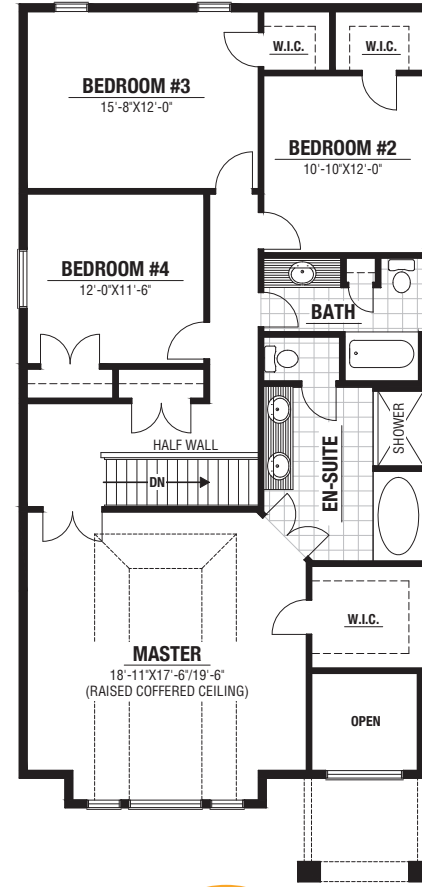 W.I.C.
W.I.C.
BEDROOM #3
15'-8"X12'-0"
BEDROOM #2
10'-10"X12'-0"
BEDROOM #4
12'-0"X11'-6"
BATH
SHOWER
HALF WALL
EN-SUITE
DN
W.I.C.
MASTER
18'-11"X17'-6"/19'-6"
(RAISED COFFERED CEILING)
OPEN